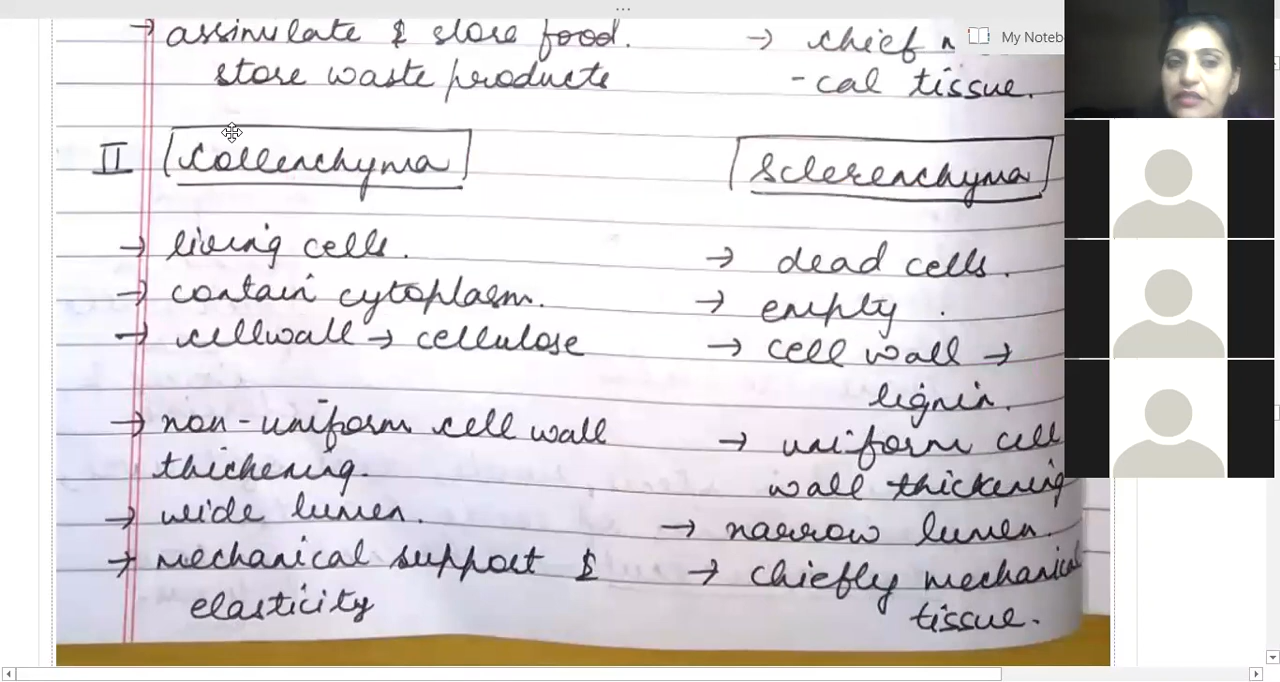 ...
→ assimilate & store food.
→ chief
My Noteb
store waste products
-cal tissue.
II Collenchyma
Sclerenchyma
→ living cells.
→ dead cells.
→ contain cytoplasm.
→ empty .
→ cellwall → cellulose
→ cell wall →
lignin.
→ non-uniform cell wall
→ uniform cell
thickening.
wall thickening
→ wide lumen.
→ narrow lumen.
→ mechanical support &
→ chiefly mechanical
elasticity
tissue.